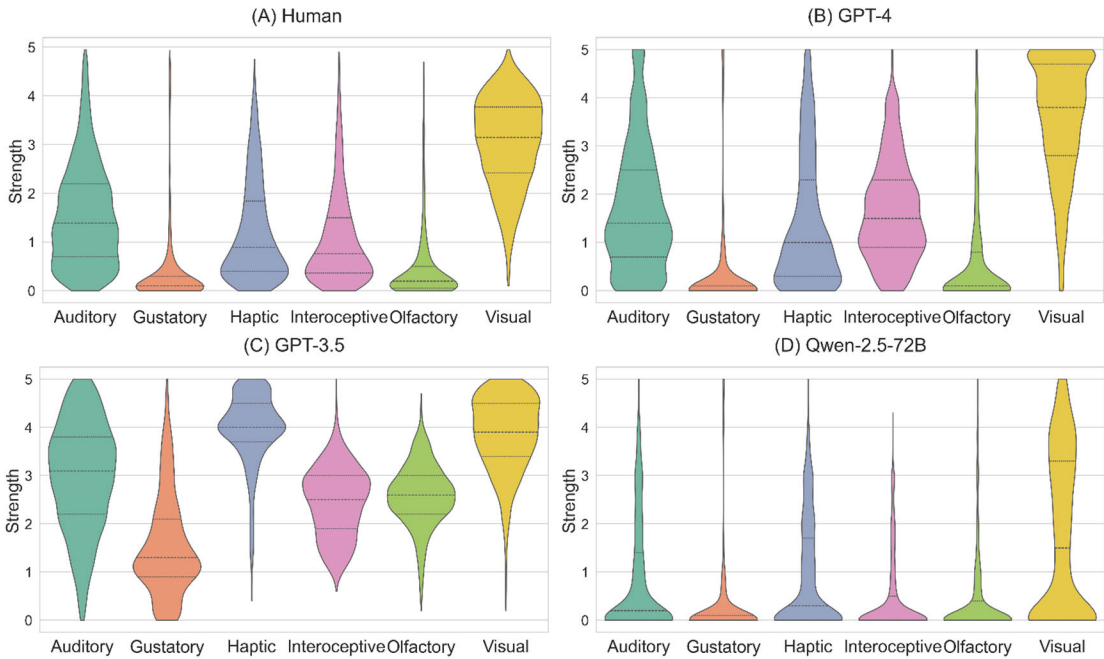 (A) Human
(B) GPT-4
Strength
5
4
3
2
1
0
Auditory Gustatory Haptic Interoceptive Olfactory Visual
Strength
5
4
3
2
1
0
Auditory Gustatory Haptic Interoceptive Olfactory Visual
(C) GPT-3.5
(D) Qwen-2.5-72B
Strength
5
4
3
2
1
0
Auditory Gustatory Haptic Interoceptive Olfactory Visual
Strength
5
4
3
2
1
0
Auditory Gustatory Haptic Interoceptive Olfactory Visual